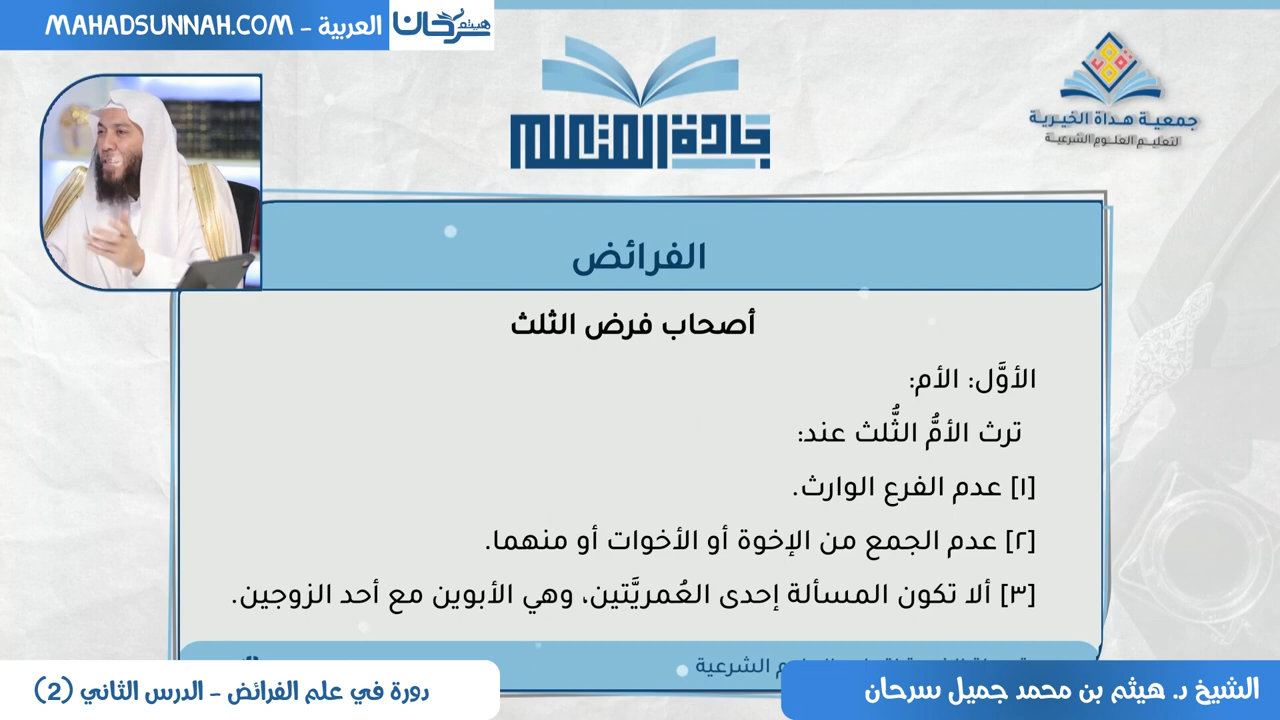 العربية - MAHADSUNNAH.COM
هيثم سرحان
جادة المتعلم
جمعية هداة الخيرية
لتعليم العلوم الشرعية
الفرائض
أصحاب فرض الثلث
الأوَّل: الأم:
ترث الأمُّ الثُّلث عند:
[١] عدم الفرع الوارث.
[٢] عدم الجمع من الإخوة أو الأخوات أو منهما.
[٣] ألا تكون المسألة إحدى العُمريَّتين، وهي الأبوين مع أحد الزوجين.
الشرعية
الشيخ د. هيثم بن محمد جميل سرحان
دورة في علم الفرائض - الدرس الثاني (2)